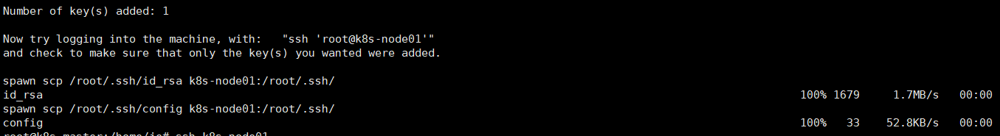 Number of key(s) added: 1
Now try logging into the machine, with:   "ssh 'root@k8s-node01'"
and check to make sure that only the key(s) you wanted were added.
spawn scp /root/.ssh/id_rsa k8s-node01:/root/.ssh/
id_rsa 100% 1679 1.7MB/s 00:00
spawn scp /root/.ssh/config k8s-node01:/root/.ssh/
config 100% 33 52.8KB/s 00:00
root@k8s-master:/home/jo# ssh k8s-node01